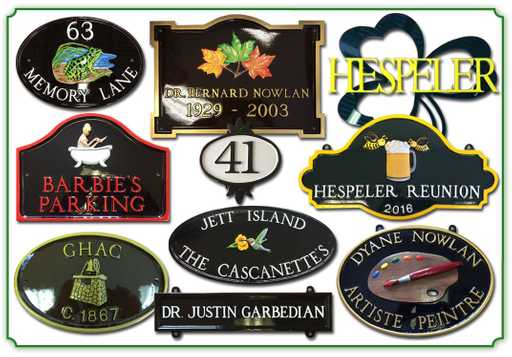 63
MEMORY LANE
DR. BERNARD NOWLAN
1929 - 2003
HESPELER
BARBIE'S
PARKING
41
HESPELER REUNION
2016
JETT ISLAND
THE CASCANETTE'S
GHAC
C. 1867
DR. JUSTIN GARBEDIAN
DYANE NOWLAN
ARTISTE PEINTRE